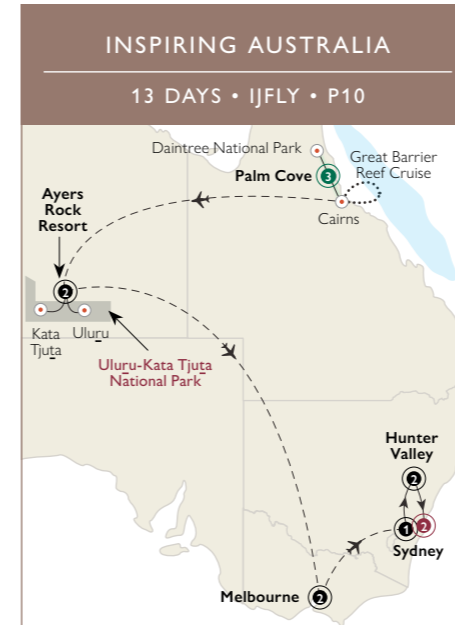 INSPIRING AUSTRALIA
13 DAYS • IJFLY • P10
Daintree National Park
Great Barrier
Reef Cruise
Palm Cove
3
Cairns
Ayers
Rock
Resort
2
Kata
Tjuṯa
Uluṟu
Uluṟu-Kata Tjuṯa
National Park
Hunter
Valley
2
1
2
Sydney
Melbourne
2